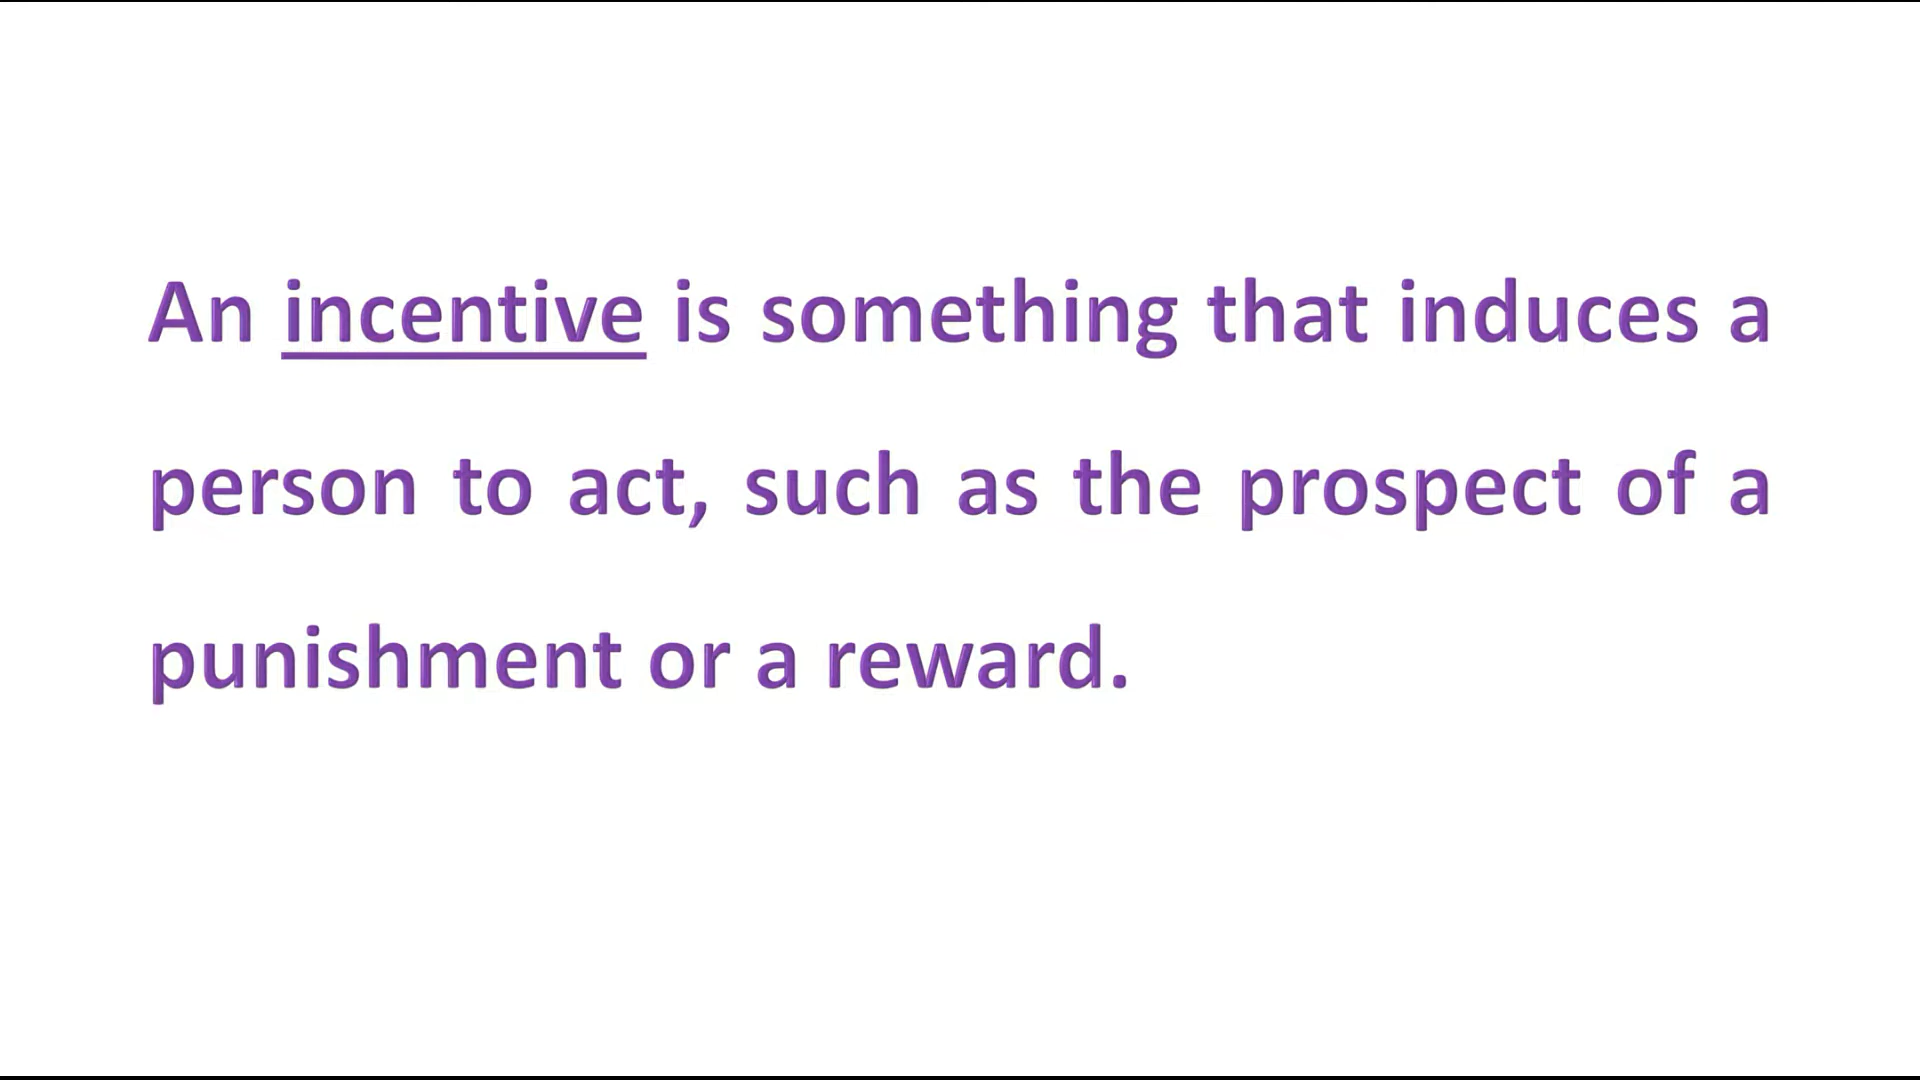 An incentive is something that induces a
person to act, such as the prospect of a
punishment or a reward.